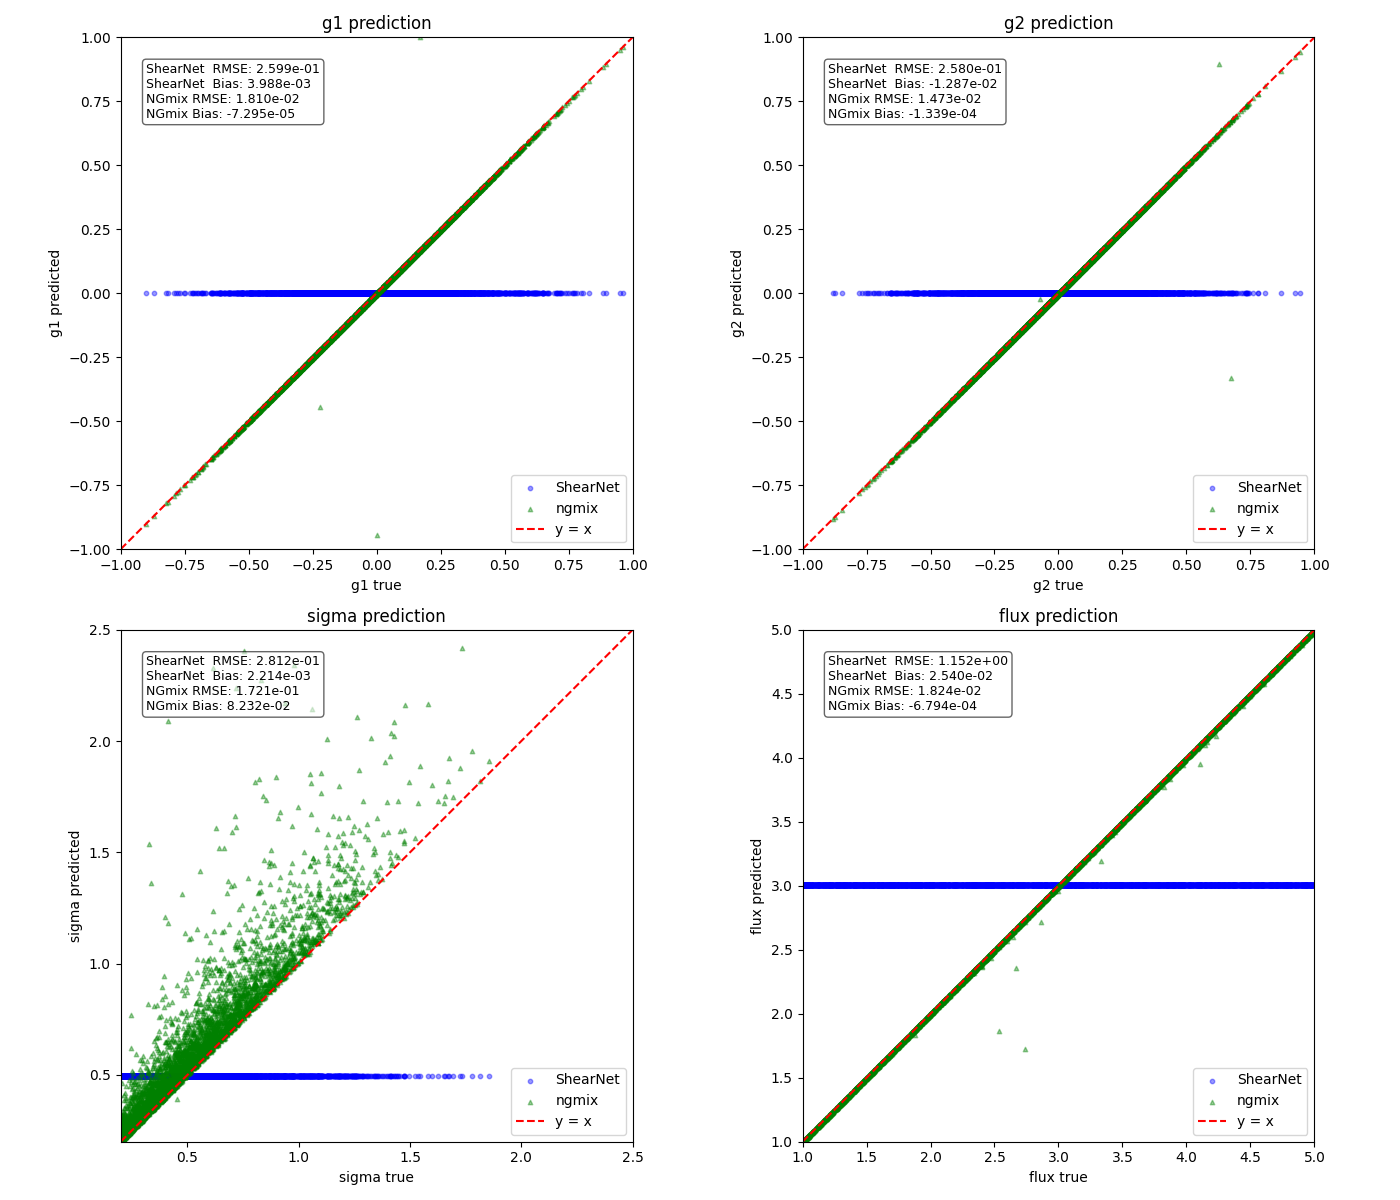 g1 prediction
ShearNet  RMSE: 2.599e-01
ShearNet  Bias: 3.988e-03
NGmix RMSE: 1.810e-02
NGmix Bias: -7.295e-05
1.00
0.75
0.50
0.25
0.00
−0.25
−0.50
−0.75
−1.00
g1 predicted
ShearNet
ngmix
y = x
−1.00
−0.75
−0.50
−0.25
0.00
0.25
0.50
0.75
1.00
g1 true
g2 prediction
ShearNet  RMSE: 2.580e-01
ShearNet  Bias: -1.287e-02
NGmix RMSE: 1.473e-02
NGmix Bias: -1.339e-04
1.00
0.75
0.50
0.25
0.00
−0.25
−0.50
−0.75
−1.00
g2 predicted
ShearNet
ngmix
y = x
−1.00
−0.75
−0.50
−0.25
0.00
0.25
0.50
0.75
1.00
g2 true
sigma prediction
ShearNet  RMSE: 2.812e-01
ShearNet  Bias: 2.214e-03
NGmix RMSE: 1.721e-01
NGmix Bias: 8.232e-02
2.5
2.0
1.5
1.0
0.5
sigma predicted
ShearNet
ngmix
y = x
0.5
1.0
1.5
2.0
2.5
sigma true
flux prediction
ShearNet  RMSE: 1.152e+00
ShearNet  Bias: 2.540e-02
NGmix RMSE: 1.824e-02
NGmix Bias: -6.794e-04
5.0
4.5
4.0
3.5
3.0
2.5
2.0
1.5
1.0
flux predicted
ShearNet
ngmix
y = x
1.0
1.5
2.0
2.5
3.0
3.5
4.0
4.5
5.0
flux true